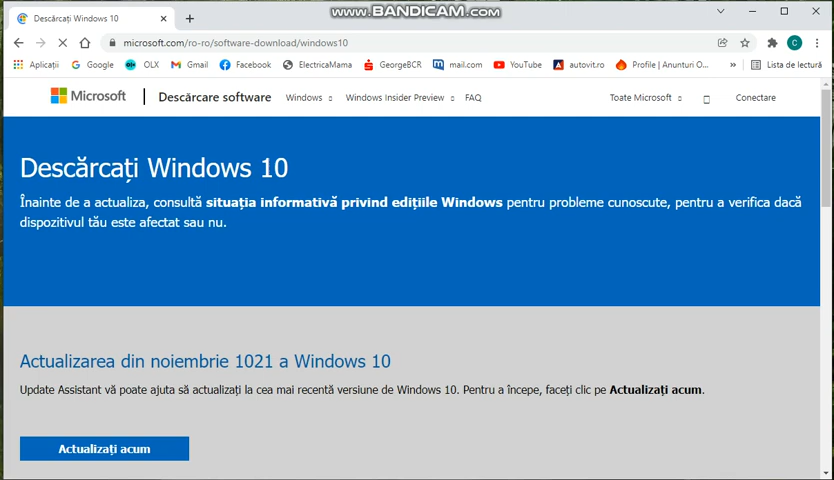 www.BANDICAM.com
Descărcați Windows 10
microsoft.com/ro-ro/software-download/windows10
Aplicații Google OLX Gmail Facebook ElectricaMama GeorgeBCR mail.com YouTube autovit.ro Profile | Anunturi O... » Lista de lectură
Microsoft Descărcare software Windows Windows Insider Preview FAQ Toate Microsoft Conectare
Descărcați Windows 10
Înainte de a actualiza, consultă situația informativă privind edițiile Windows pentru probleme cunoscute, pentru a verifica dacă
dispozitivul tău este afectat sau nu.
Actualizarea din noiembrie 1021 a Windows 10
Update Assistant vă poate ajuta să actualizați la cea mai recentă versiune de Windows 10. Pentru a începe, faceți clic pe Actualizați acum.
Actualizați acum